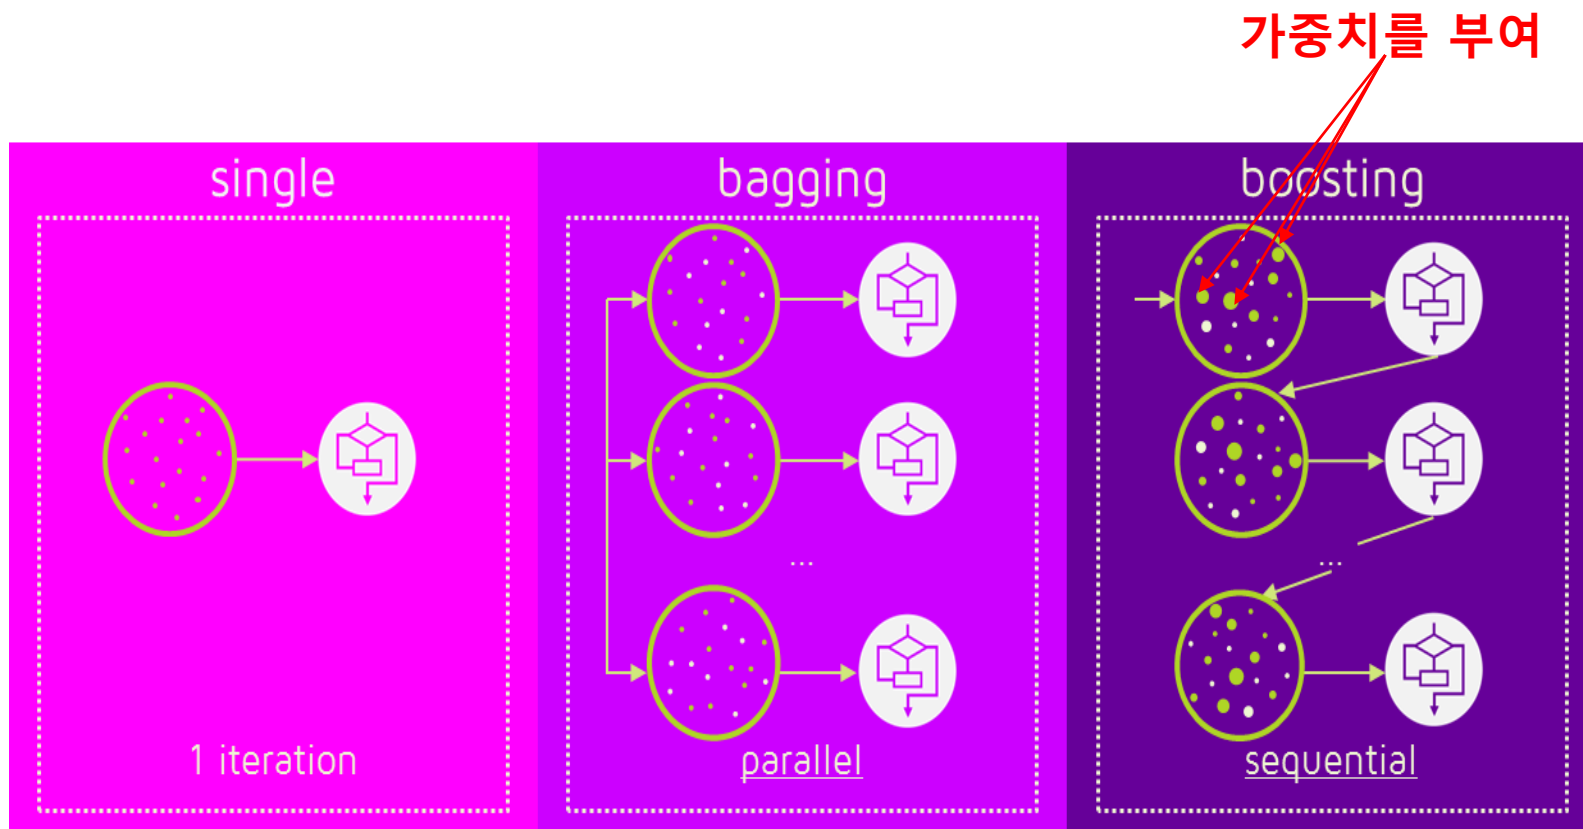 가중치를 부여
single
bagging
boosting
...
...
1 iteration
parallel
sequential